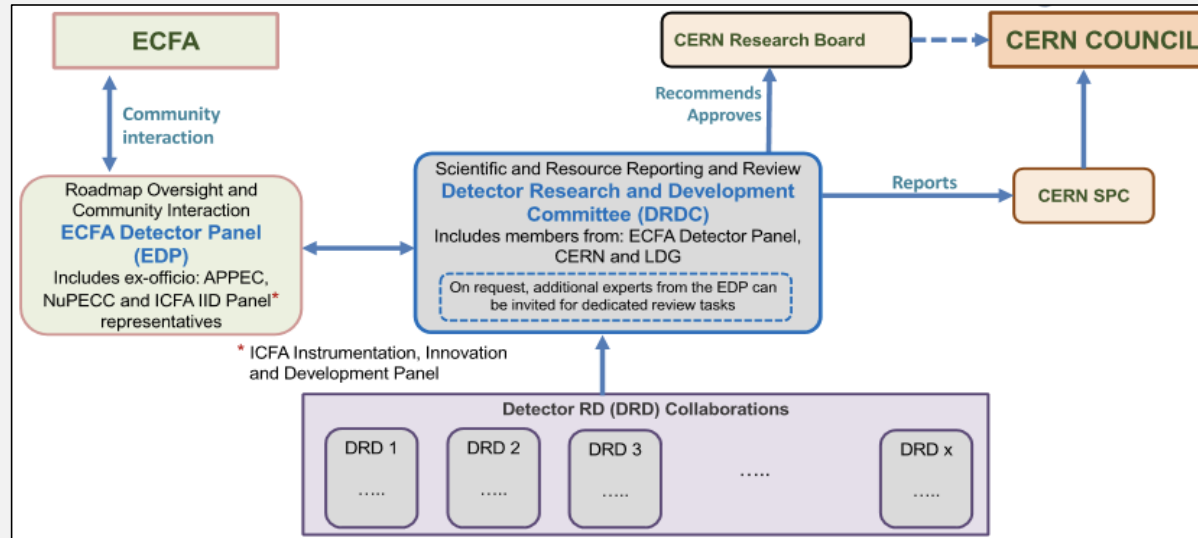 ECFA
CERN Research Board
CERN COUNCIL
Community
interaction
Recommends
Approves
Roadmap Oversight and
Community Interaction
ECFA Detector Panel
(EDP)
Includes ex-officio: APPEC,
NuPECC and ICFA IID Panel*
representatives
Scientific and Resource Reporting and Review
Detector Research and Development
Committee (DRDC)
Includes members from: ECFA Detector Panel,
CERN and LDG
On request, additional experts from the EDP can
be invited for dedicated review tasks
Reports
CERN SPC
* ICFA Instrumentation, Innovation
and Development Panel
Detector RD (DRD) Collaborations
DRD 1
.....
DRD 2
.....
DRD 3
.....
.....
DRD x
.....